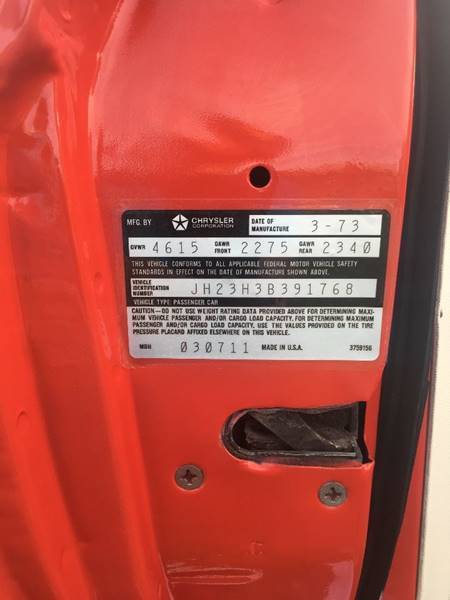 MFG. BY CHRYSLER CORPORATION DATE OF MANUFACTURE 3-73
GVWR 4615 GAWR FRONT 2275 GAWR REAR 2340
THIS VEHICLE CONFORMS TO ALL APPLICABLE FEDERAL MOTOR VEHICLE SAFETY
STANDARDS IN EFFECT ON THE DATE OF MANUFACTURE SHOWN ABOVE.
VEHICLE IDENTIFICATION NUMBER JH23H3B391768
VEHICLE TYPE: PASSENGER CAR
CAUTION—DO NOT USE WEIGHT RATING DATA PROVIDED ABOVE FOR DETERMINING MAXI-
MUM VEHICLE PASSENGER AND/OR CARGO LOAD CAPACITY. FOR DETERMINING MAXIMUM
PASSENGER AND/OR CARGO LOAD CAPACITY, USE THE VALUES PROVIDED ON THE TIRE
PRESSURE PLACARD AFFIXED ELSEWHERE ON THIS VEHICLE.
MDH 030711 MADE IN U.S.A. 3759156